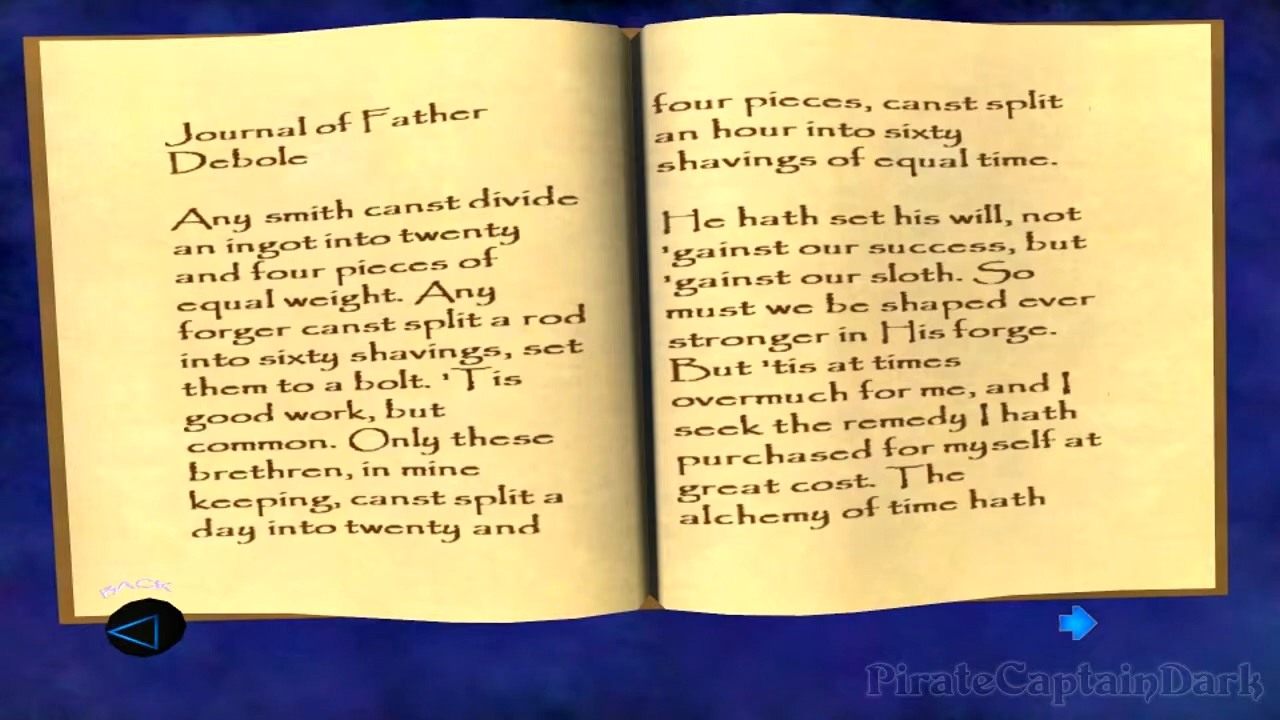 Journal of Father
Debole
Any smith canst divide
an ingot into twenty
and four pieces of
equal weight. Any
forger canst split a rod
into sixty shavings, set
them to a bolt. 'Tis
good work, but
common. Only these
brethren, in mine
keeping, canst split a
day into twenty and
four pieces, canst split
an hour into sixty
shavings of equal time.
He hath set his will, not
'gainst our success, but
'gainst our sloth. So
must we be shaped ever
stronger in His forge.
But 'tis at times
overmuch for me, and I
seek the remedy I hath
purchased for myself at
great cost. The
alchemy of time hath
BACK
PirateCaptainDark